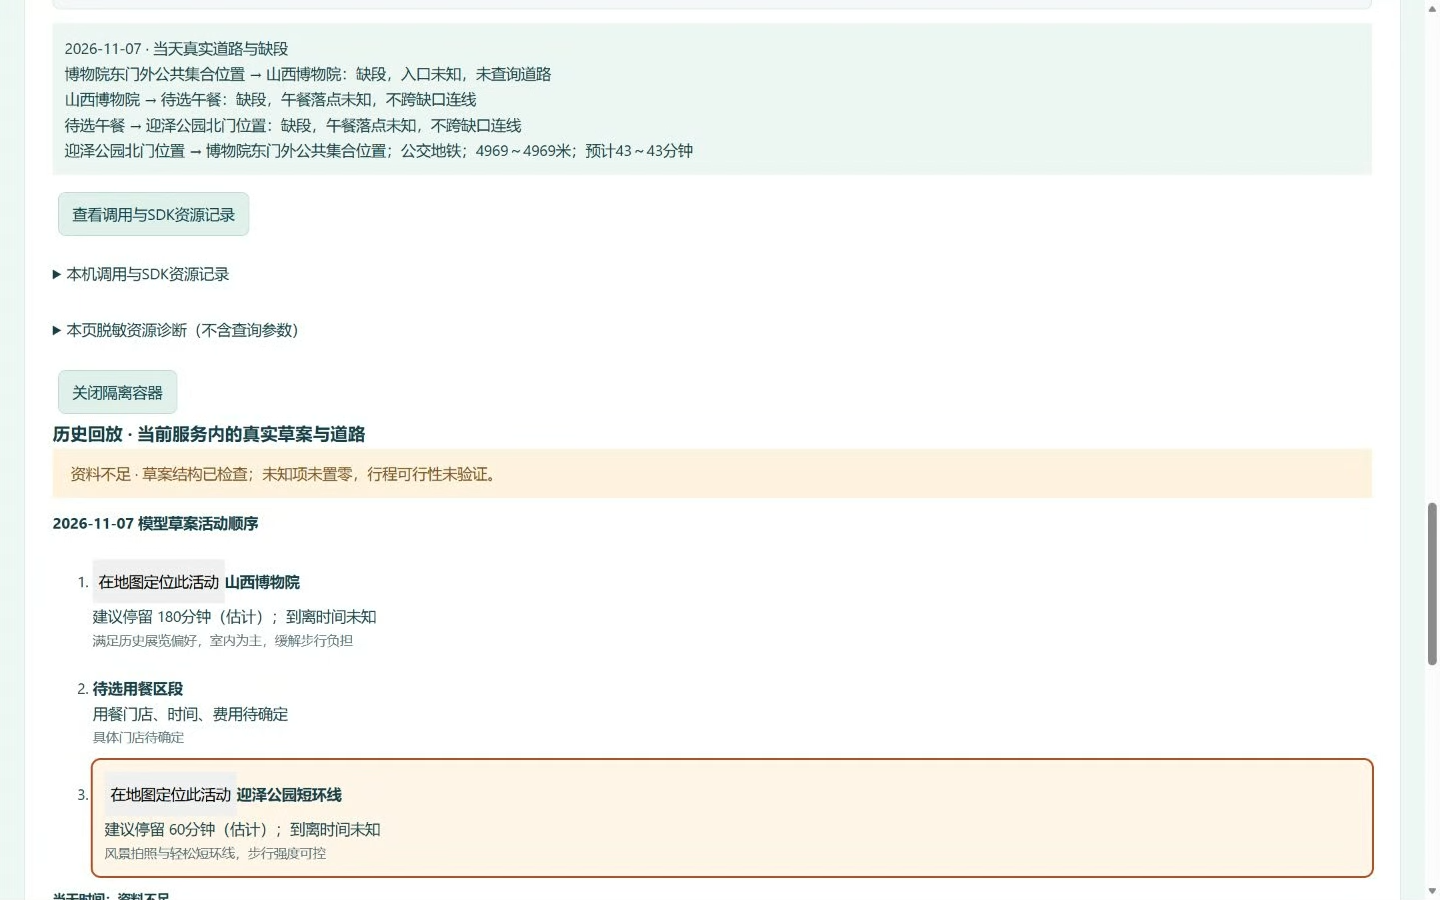 2026-11-07 · 当天真实道路与缺段
博物院东门外公共集合位置 → 山西博物院：缺段，入口未知，未查询道路
山西博物院 → 待选午餐：缺段，午餐落点未知，不跨缺口连线
待选午餐 → 迎泽公园北门位置：缺段，午餐落点未知，不跨缺口连线
迎泽公园北门位置 → 博物院东门外公共集合位置；公交地铁；4969～4969米；预计43～43分钟
查看调用与SDK资源记录
▶ 本机调用与SDK资源记录
▶ 本页脱敏资源诊断（不含查询参数）
关闭隔离容器
历史回放 · 当前服务内的真实草案与道路
资料不足 · 草案结构已检查；未知项未置零，行程可行性未验证。
2026-11-07 模型草案活动顺序
1. 在地图定位此活动 山西博物院
建议停留 180分钟（估计）；到离时间未知
满足历史展览偏好，室内为主，缓解步行负担
2. 待选用餐区段
用餐门店、时间、费用待确定
具体门店待确定
3. 在地图定位此活动 迎泽公园短环线
建议停留 60分钟（估计）；到离时间未知
风景拍照与轻松短环线，步行强度可控
当天时间：资料不足